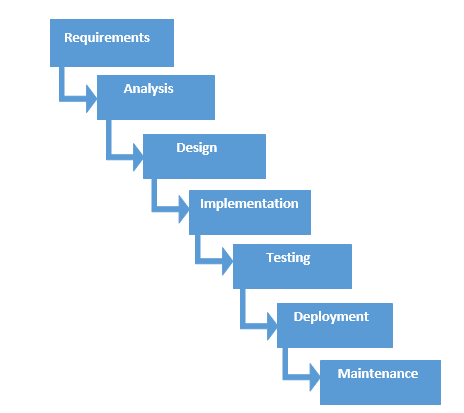 Requirements
Analysis
Design
Implementation
Testing
Deployment
Maintenance